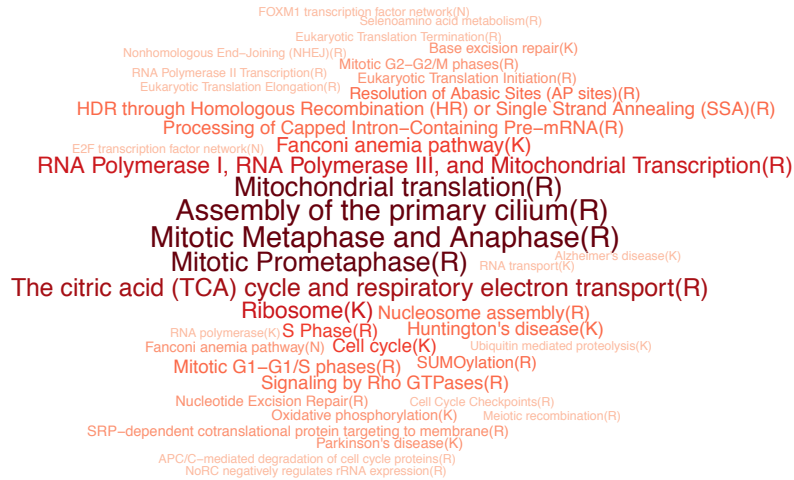 FOXM1 transcription factor network(N)
Selenoamino acid metabolism(R)
Eukaryotic Translation Termination(R)
Nonhomologous End−Joining (NHEJ)(R) Base excision repair(K)
Mitotic G2−G2/M phases(R)
RNA Polymerase II Transcription(R) Eukaryotic Translation Initiation(R)
Eukaryotic Translation Elongation(R) Resolution of Abasic Sites (AP sites)(R)
HDR through Homologous Recombination (HR) or Single Strand Annealing (SSA)(R)
Processing of Capped Intron−Containing Pre−mRNA(R)
E2F transcription factor network(N) Fanconi anemia pathway(K)
RNA Polymerase I, RNA Polymerase III, and Mitochondrial Transcription(R)
Mitochondrial translation(R)
Assembly of the primary cilium(R)
Mitotic Metaphase and Anaphase(R)
Mitotic Prometaphase(R) RNA transport(K) Alzheimer's disease(K)
The citric acid (TCA) cycle and respiratory electron transport(R)
Ribosome(K) Nucleosome assembly(R)
RNA polymerase(K) S Phase(R) Huntington's disease(K)
Fanconi anemia pathway(N) Cell cycle(K) Ubiquitin mediated proteolysis(K)
Mitotic G1−G1/S phases(R) SUMOylation(R)
Signaling by Rho GTPases(R)
Nucleotide Excision Repair(R) Cell Cycle Checkpoints(R)
Oxidative phosphorylation(K) Meiotic recombination(R)
SRP−dependent cotranslational protein targeting to membrane(R)
Parkinson's disease(K)
APC/C−mediated degradation of cell cycle proteins(R)
NoRC negatively regulates rRNA expression(R)